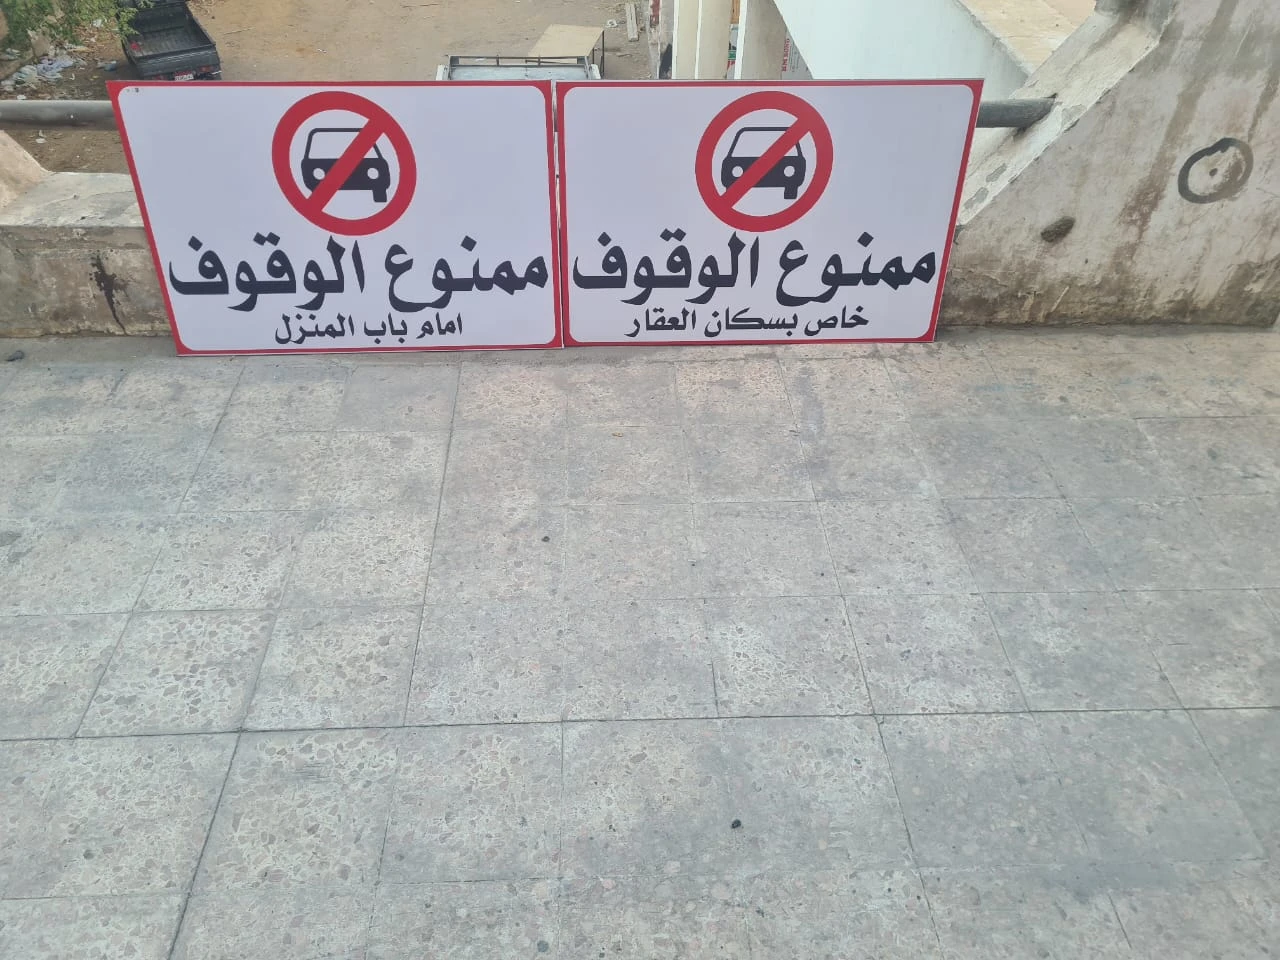 ممنوع الوقوف
خاص بسكان العقار
ممنوع الوقوف
امام باب المنزل